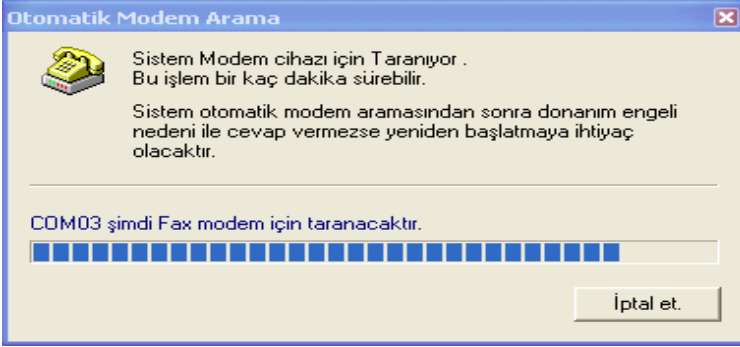 Otomatik Modem Arama
Sistem Modem cihazı için Taranıyor .
Bu işlem bir kaç dakika sürebilir.
Sistem otomatik modem aramasından sonra donanım engeli
nedeni ile cevap vermezse yeniden başlatmaya ihtiyaç
olacaktır.
COM03 şimdi Fax modem için taranacaktır.
İptal et.